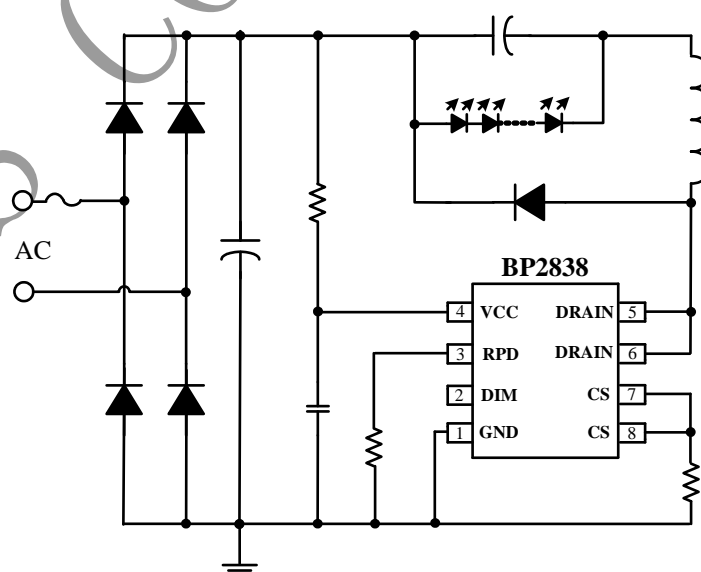 AC
BP2838
4 VCC DRAIN 5
3 RPD DRAIN 6
2 DIM CS 7
1 GND CS 8